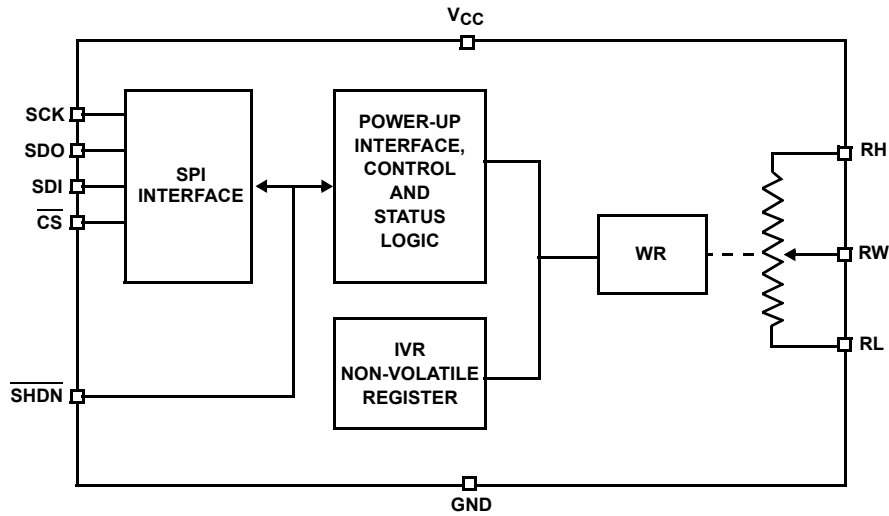 VCC
SCK
SDO
SDI
CS
SHDN
SPI
INTERFACE
POWER-UP
INTERFACE,
CONTROL
AND
STATUS
LOGIC
IVR
NON-VOLATILE
REGISTER
WR
RH
RW
RL
GND